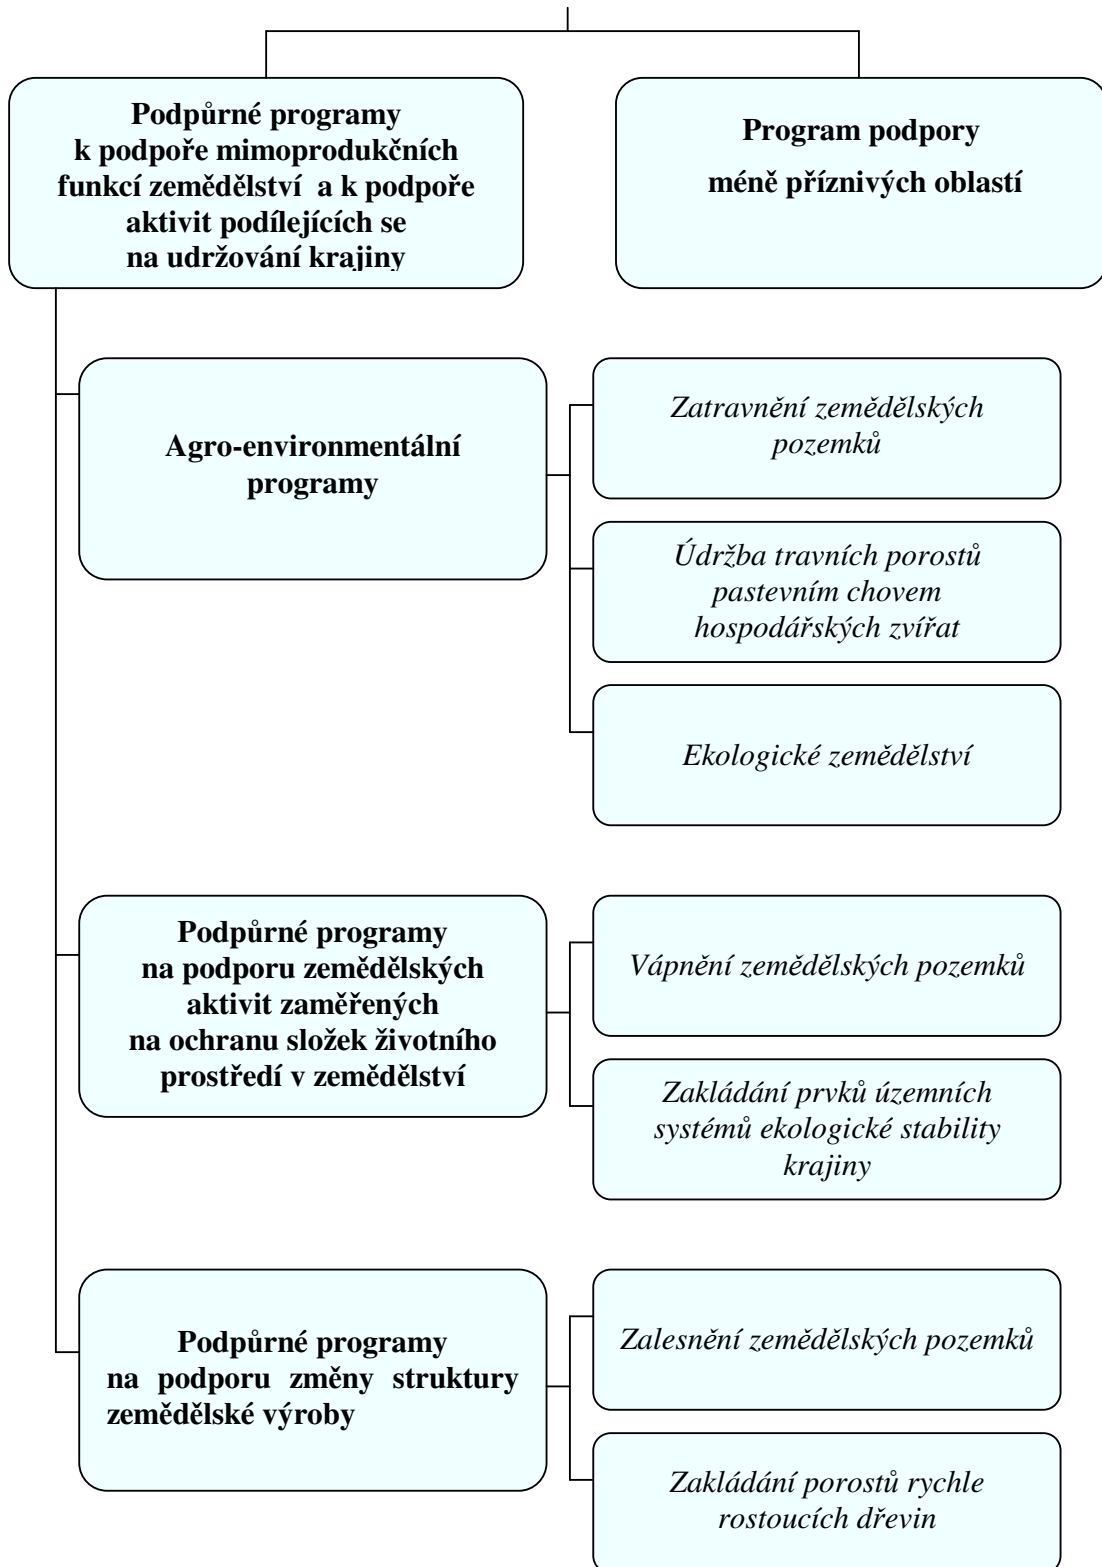 Podpůrné programy
k podpoře mimoprodukčních
funkcí zemědělství a k podpoře
aktivit podílejících se
na udržování krajiny
Program podpory
méně příznivých oblastí
Agro-environmentální
programy
Zatravnění zemědělských
pozemků
Údržba travních porostů
pastevním chovem
hospodářských zvířat
Ekologické zemědělství
Podpůrné programy
na podporu zemědělských
aktivit zaměřených
na ochranu složek životního
prostředí v zemědělství
Vápnění zemědělských pozemků
Zakládání prvků územních
systémů ekologické stability
krajiny
Podpůrné programy
na podporu změny struktury
zemědělské výroby
Zalesnění zemědělských pozemků
Zakládání porostů rychle
rostoucích dřevin